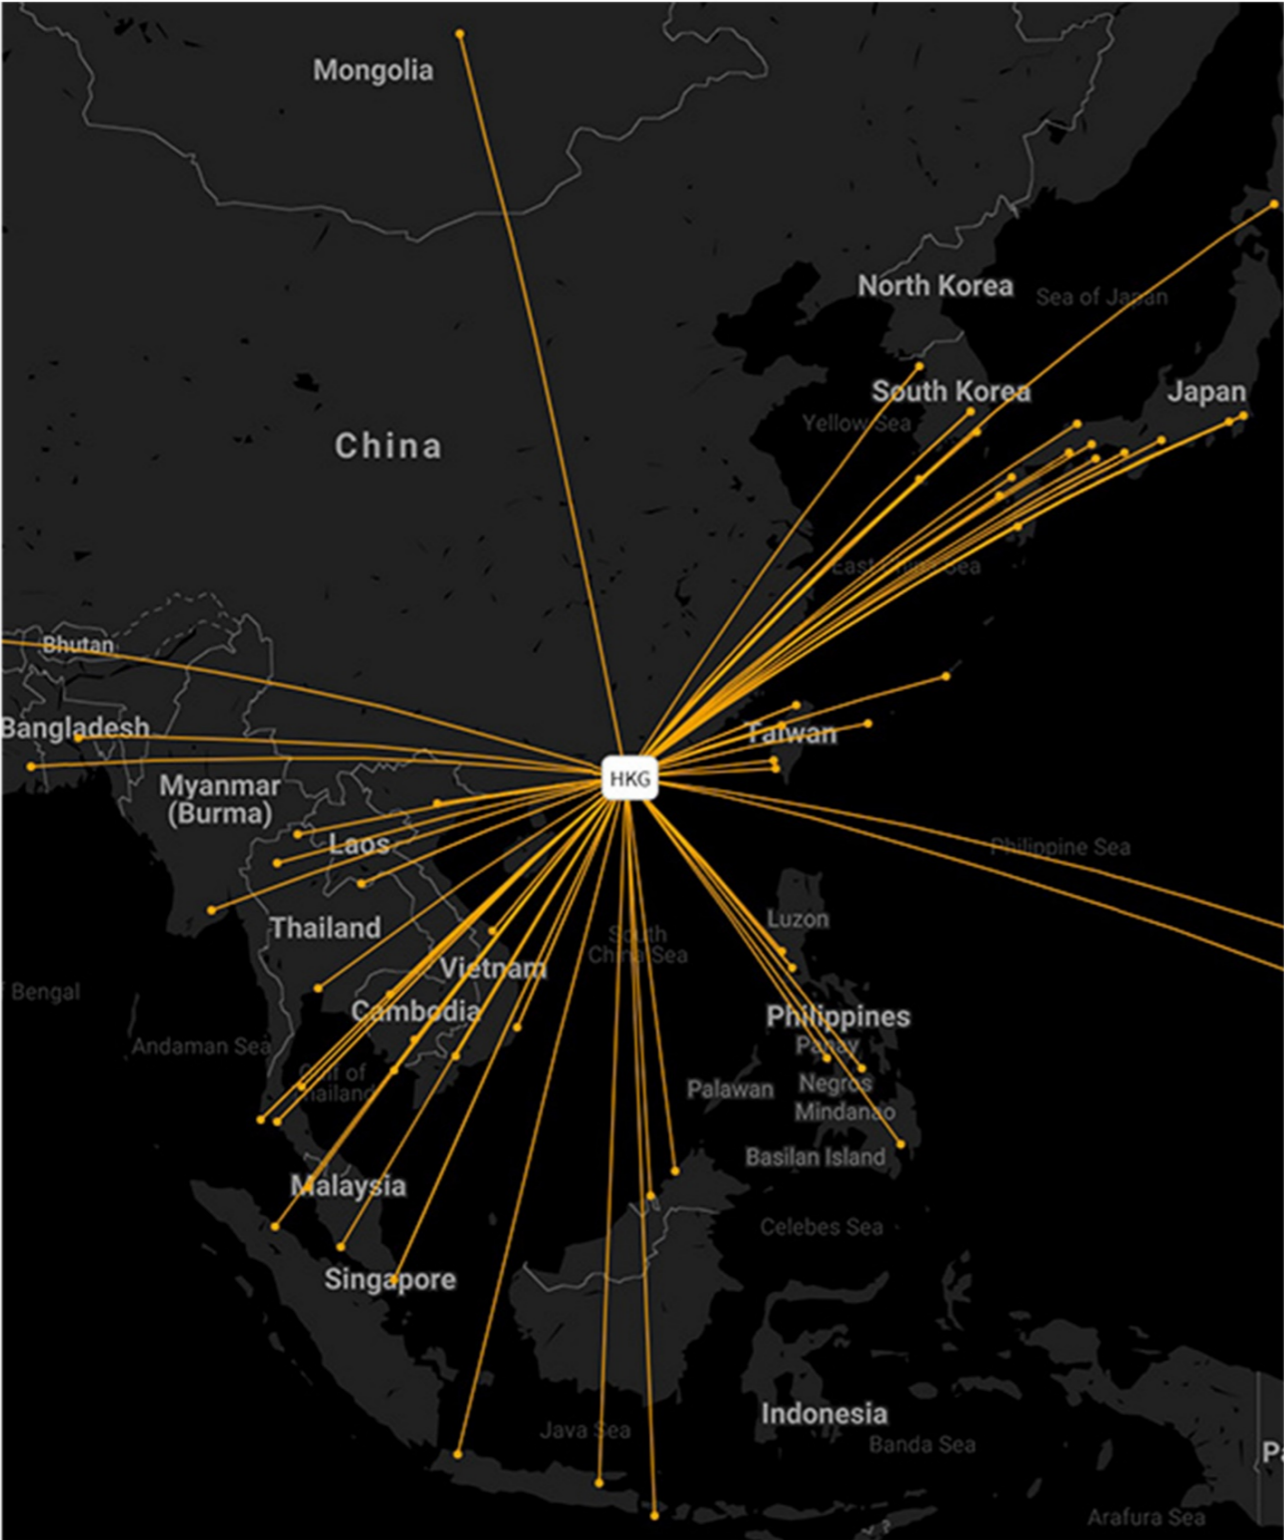 Mongolia
North Korea
Sea of Japan
South Korea
Japan
Yellow Sea
China
East China Sea
Bhutan
Bangladesh
Taiwan
HKG
Myanmar
(Burma)
Laos
Philippine Sea
Luzon
Thailand
South
China Sea
Vietnam
f Bengal
Cambodia
Philippines
Andaman Sea
Panay
Gulf of
Thailand
Negros
Palawan
Mindanao
Basilan Island
Malaysia
Celebes Sea
Singapore
Indonesia
Java Sea
Banda Sea
Pa
Arafura Sea